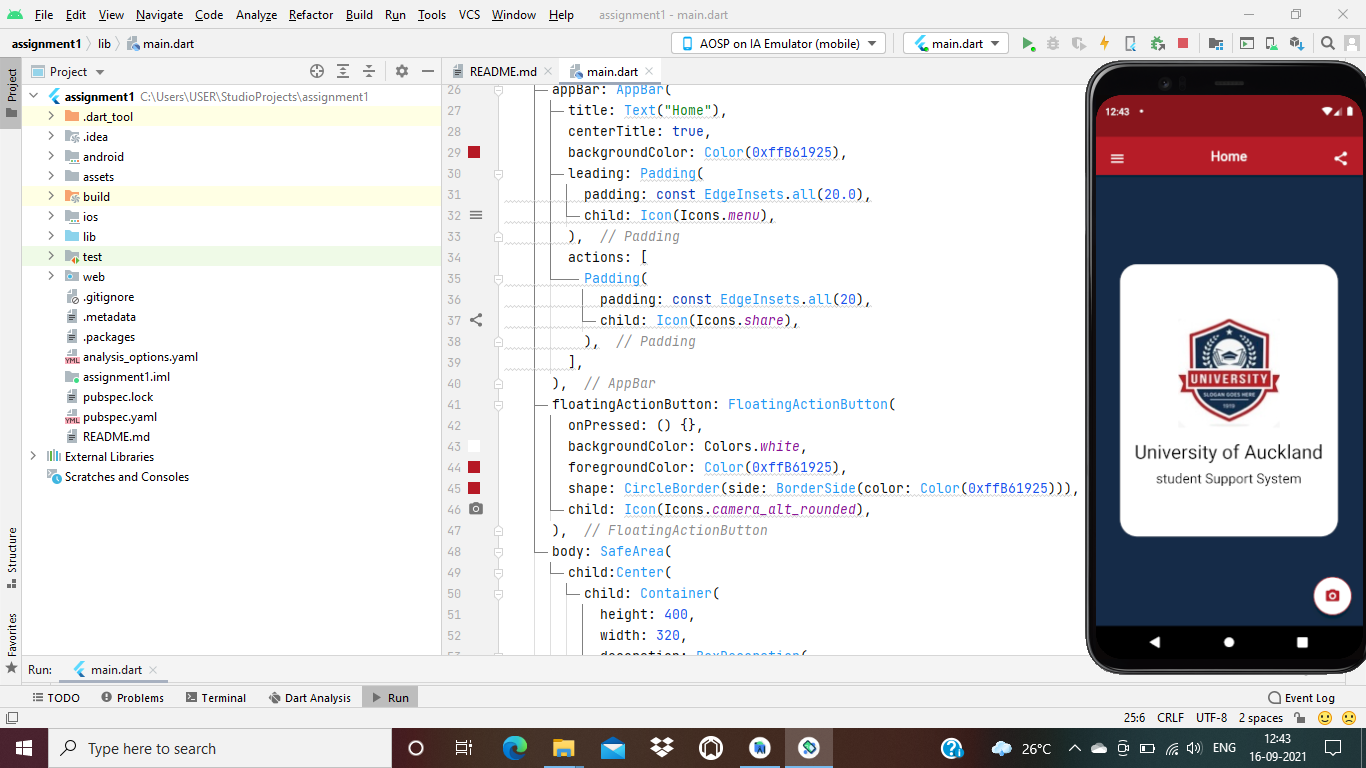 File Edit View Navigate Code Analyze Refactor Build Run Tools VCS Window Help assignment1 - main.dart
assignment1 lib main.dart AOSP on IA Emulator (mobile) main.dart
Project README.md main.dart
assignment1 C:\Users\USER\StudioProjects\assignment1
.dart_tool
.idea
android
assets
build
ios
lib
test
web
.gitignore
.metadata
.packages
analysis_options.yaml
assignment1.iml
pubspec.lock
pubspec.yaml
README.md
External Libraries
Scratches and Consoles
Project
Structure
Favorites
26 appBar: AppBar(
27 title: Text("Home"),
28 centerTitle: true,
29 backgroundColor: Color(0xffB61925),
30 leading: Padding(
31 padding: const EdgeInsets.all(20.0),
32 child: Icon(Icons.menu),
33 ), // Padding
34 actions: [
35 Padding(
36 padding: const EdgeInsets.all(20),
37 child: Icon(Icons.share),
38 ), // Padding
39 ],
40 ), // AppBar
41 floatingActionButton: FloatingActionButton(
42 onPressed: () {},
43 backgroundColor: Colors.white,
44 foregroundColor: Color(0xffB61925),
45 shape: CircleBorder(side: BorderSide(color: Color(0xffB61925))),
46 child: Icon(Icons.camera_alt_rounded),
47 ), // FloatingActionButton
48 body: SafeArea(
49 child:Center(
50 child: Container(
51 height: 400,
52 width: 320,
53 decoration: BoxDecoration(
12:43
Home
UNIVERSITY
SLOGAN GOES HERE
University of Auckland
student Support System
Run: main.dart
TODO Problems Terminal Dart Analysis Run Event Log
25:6 CRLF UTF-8 2 spaces
Type here to search 26°C ENG 12:43
16-09-2021